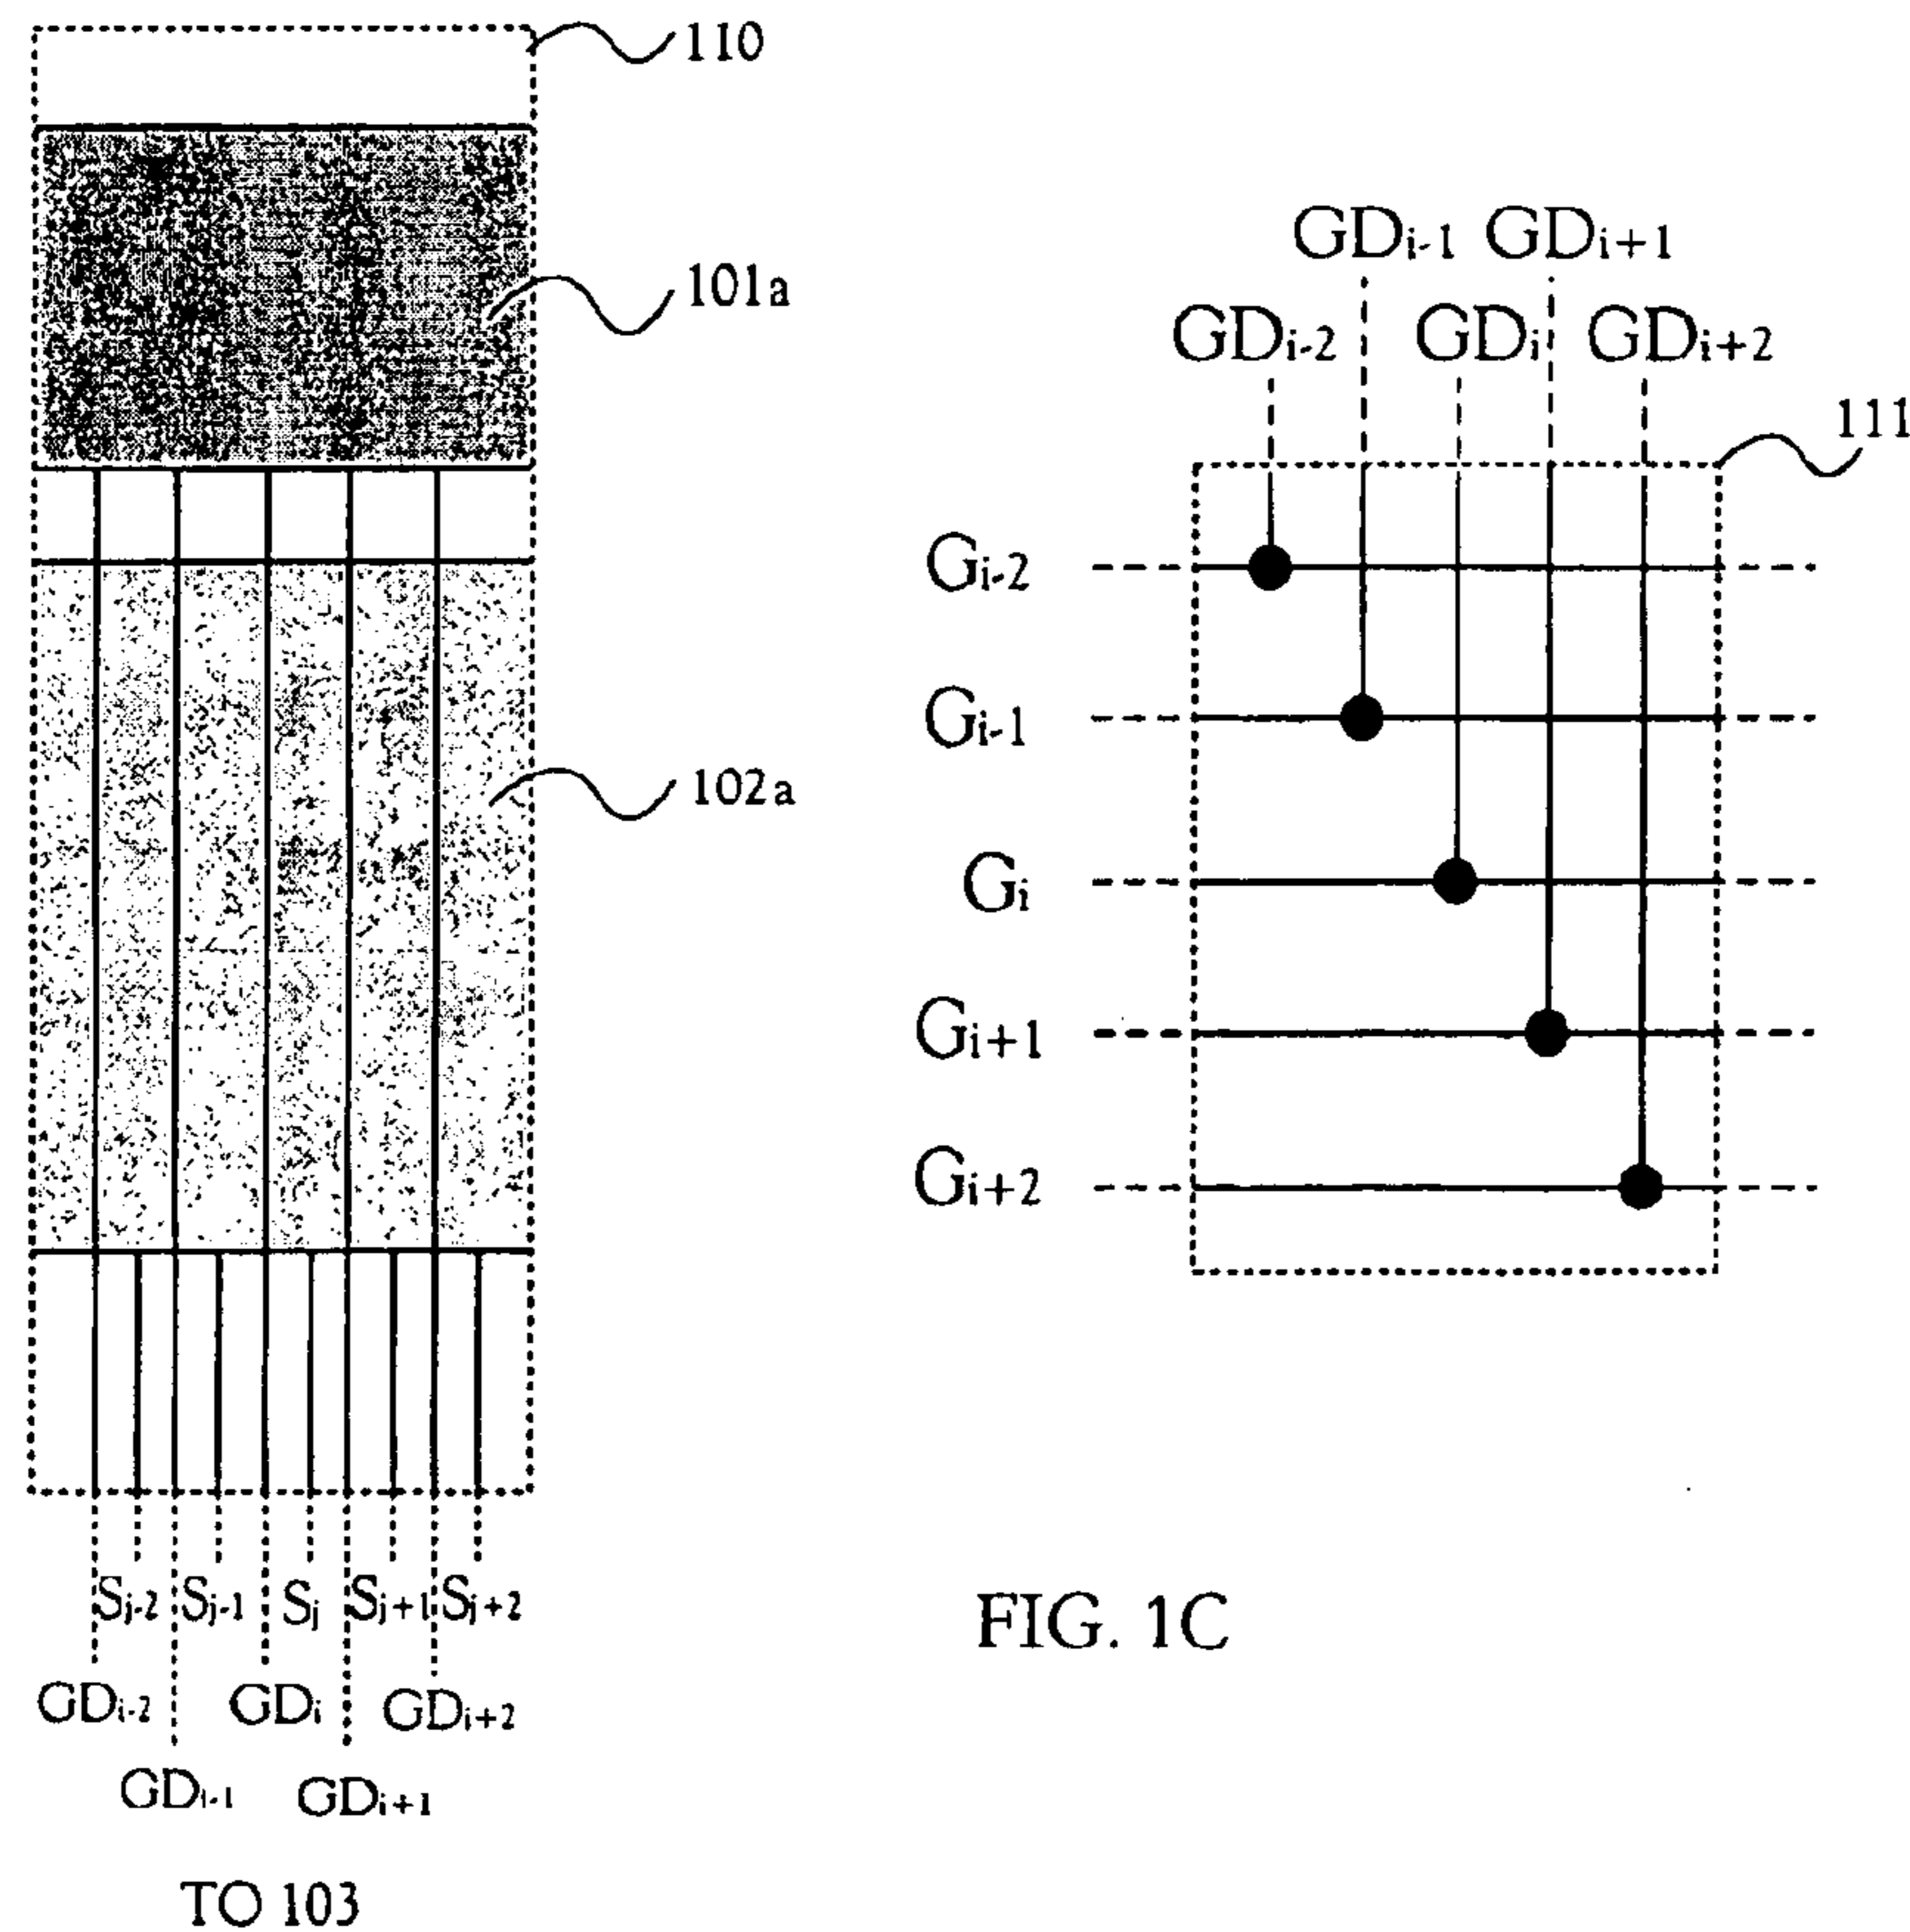 110
101a
102a
Sj-2 Sj-1 Sj Sj+1 Sj+2
GDi-2 GDi GDi+2
GDi-1 GDi+1
TO 103
GDi-1 GDi+1
GDi-2 GDi GDi+2
111
Gi-2
Gi-1
Gi
Gi+1
Gi+2
FIG. 1C